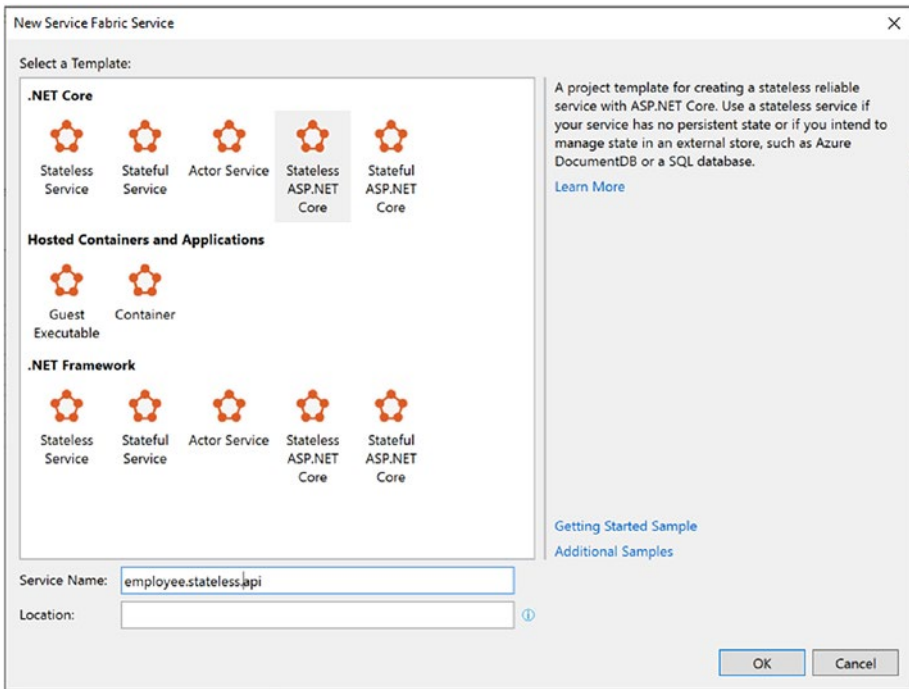 New Service Fabric Service
Select a Template:
.NET Core
Stateless
Service
Stateful
Service
Actor Service
Stateless
ASP.NET
Core
Stateful
ASP.NET
Core
Hosted Containers and Applications
Guest
Executable
Container
.NET Framework
Stateless
Service
Stateful
Service
Actor Service
Stateless
ASP.NET
Core
Stateful
ASP.NET
Core
A project template for creating a stateless reliable
service with ASP.NET Core. Use a stateless service if
your service has no persistent state or if you intend to
manage state in an external store, such as Azure
DocumentDB or a SQL database.
Learn More
Getting Started Sample
Additional Samples
Service Name: employee.stateless.api
Location:
OK
Cancel